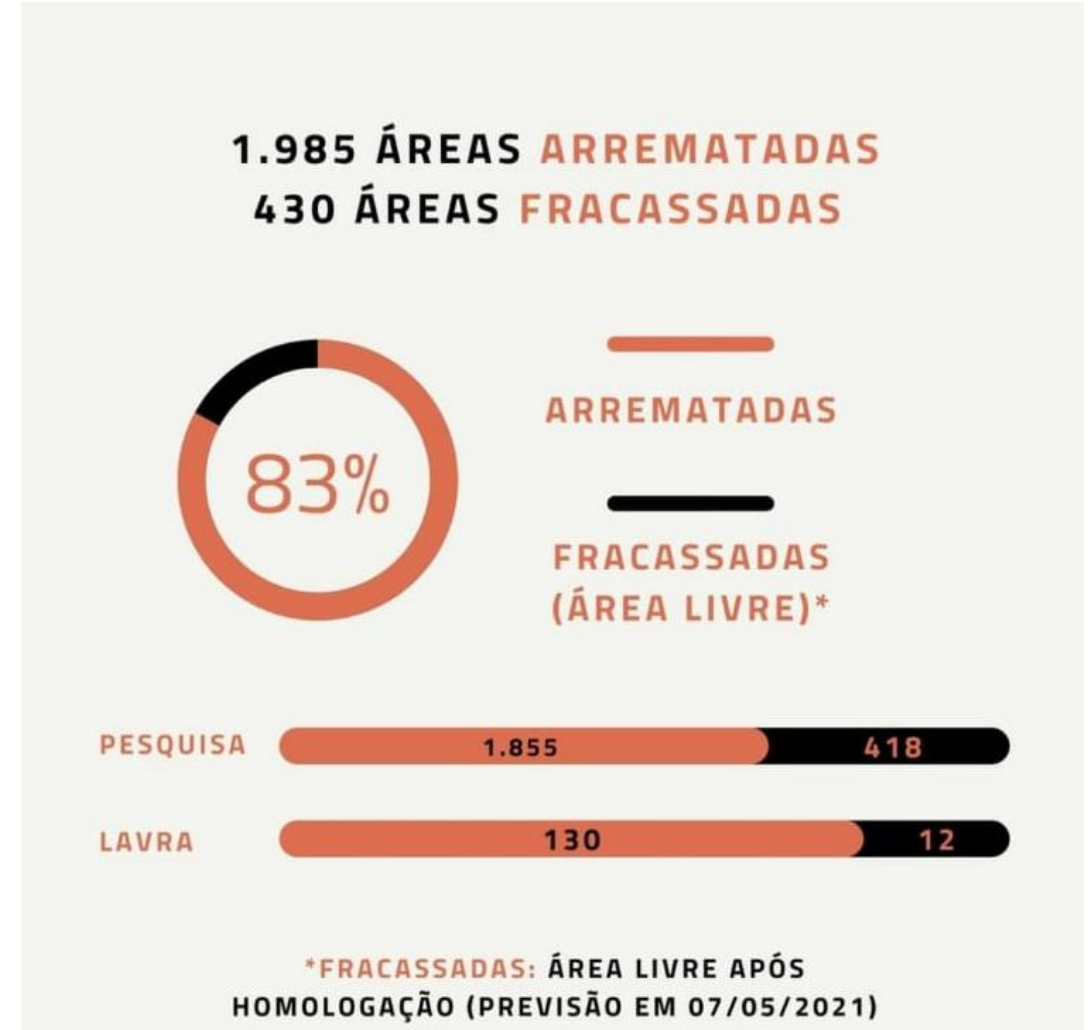 1.985 ÁREAS ARREMATADAS
430 ÁREAS FRACASSADAS
83%
ARREMATADAS
FRACASSADAS
(ÁREA LIVRE)*
PESQUISA 1.855 418
LAVRA 130 12
*FRACASSADAS: ÁREA LIVRE APÓS
HOMOLOGAÇÃO (PREVISÃO EM 07/05/2021)